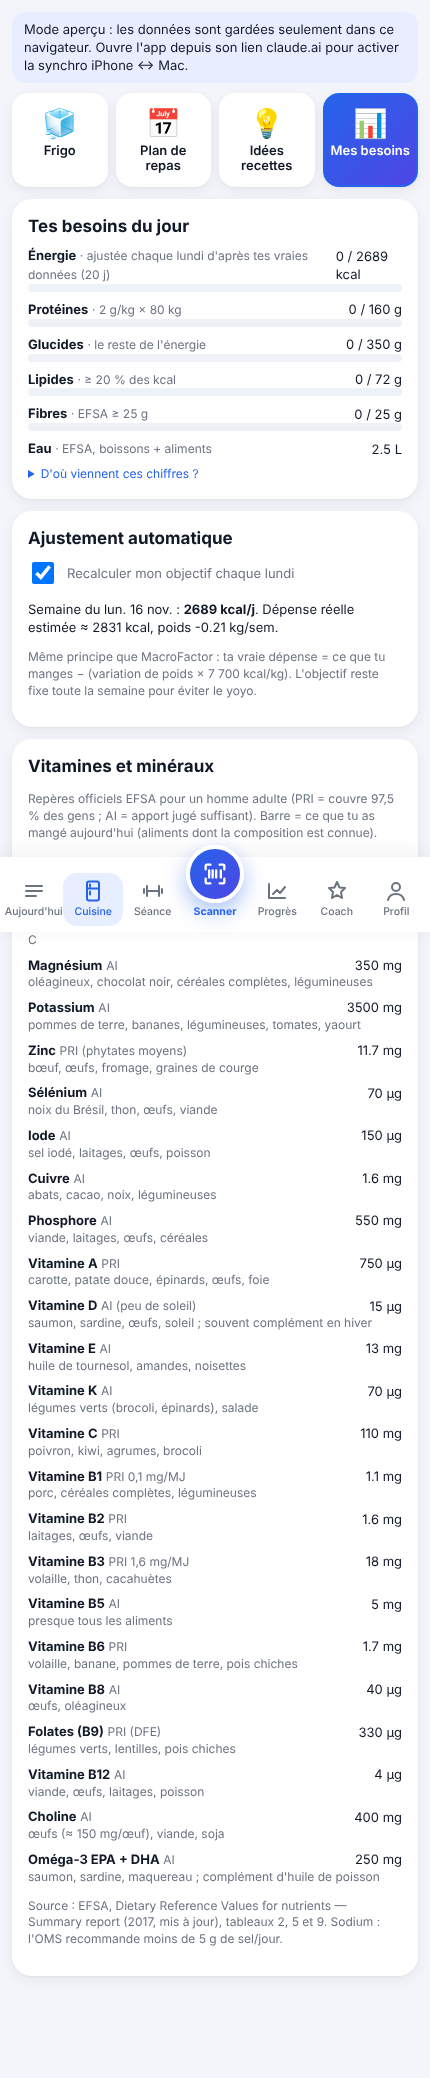 Mode aperçu : les données sont gardées seulement dans ce
navigateur. Ouvre l'app depuis son lien claude.ai pour activer
la synchro iPhone ↔ Mac.
Frigo
July
17
Plan de
repas
Idées
recettes
Mes besoins
Tes besoins du jour
Énergie · ajustée chaque lundi d'après tes vraies
données (20 j)
0 / 2689
kcal
Protéines · 2 g/kg × 80 kg 0 / 160 g
Glucides · le reste de l'énergie 0 / 350 g
Lipides · ≥ 20 % des kcal 0 / 72 g
Fibres · EFSA ≥ 25 g 0 / 25 g
Eau · EFSA, boissons + aliments 2.5 L
▶ D'où viennent ces chiffres ?
Ajustement automatique
Recalculer mon objectif chaque lundi
Semaine du lun. 16 nov. : 2689 kcal/j. Dépense réelle
estimée ≈ 2831 kcal, poids -0.21 kg/sem.
Même principe que MacroFactor : ta vraie dépense = ce que tu
manges − (variation de poids × 7 700 kcal/kg). L'objectif reste
fixe toute la semaine pour éviter le yoyo.
Vitamines et minéraux
Repères officiels EFSA pour un homme adulte (PRI = couvre 97,5
% des gens ; AI = apport jugé suffisant). Barre = ce que tu as
mangé aujourd'hui (aliments dont la composition est connue).
Aujourd'hui
Cuisine
Séance
Scanner
Progrès
Coach
Profil
C
Magnésium AI 350 mg
oléagineux, chocolat noir, céréales complètes, légumineuses
Potassium AI 3500 mg
pommes de terre, bananes, légumineuses, tomates, yaourt
Zinc PRI (phytates moyens) 11.7 mg
bœuf, œufs, fromage, graines de courge
Sélénium AI 70 µg
noix du Brésil, thon, œufs, viande
Iode AI 150 µg
sel iodé, laitages, œufs, poisson
Cuivre AI 1.6 mg
abats, cacao, noix, légumineuses
Phosphore AI 550 mg
viande, laitages, œufs, céréales
Vitamine A PRI 750 µg
carotte, patate douce, épinards, œufs, foie
Vitamine D AI (peu de soleil) 15 µg
saumon, sardine, œufs, soleil ; souvent complément en hiver
Vitamine E AI 13 mg
huile de tournesol, amandes, noisettes
Vitamine K AI 70 µg
légumes verts (brocoli, épinards), salade
Vitamine C PRI 110 mg
poivron, kiwi, agrumes, brocoli
Vitamine B1 PRI 0,1 mg/MJ 1.1 mg
porc, céréales complètes, légumineuses
Vitamine B2 PRI 1.6 mg
laitages, œufs, viande
Vitamine B3 PRI 1,6 mg/MJ 18 mg
volaille, thon, cacahuètes
Vitamine B5 AI 5 mg
presque tous les aliments
Vitamine B6 PRI 1.7 mg
volaille, banane, pommes de terre, pois chiches
Vitamine B8 AI 40 µg
œufs, oléagineux
Folates (B9) PRI (DFE) 330 µg
légumes verts, lentilles, pois chiches
Vitamine B12 AI 4 µg
viande, œufs, laitages, poisson
Choline AI 400 mg
œufs (≈ 150 mg/œuf), viande, soja
Oméga-3 EPA + DHA AI 250 mg
saumon, sardine, maquereau ; complément d'huile de poisson
Source : EFSA, Dietary Reference Values for nutrients —
Summary report (2017, mis à jour), tableaux 2, 5 et 9. Sodium :
l'OMS recommande moins de 5 g de sel/jour.